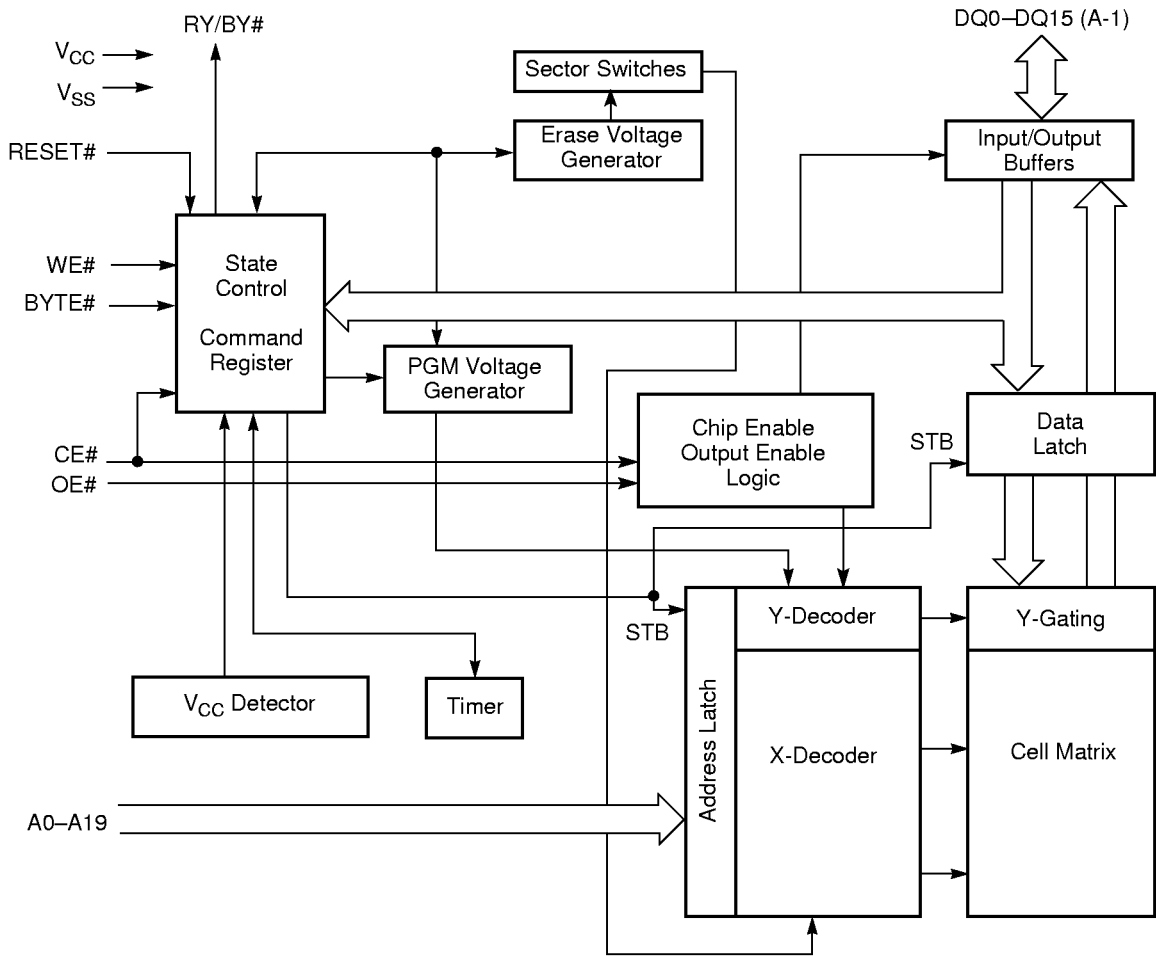 RY/BY#
DQ0–DQ15 (A-1)
VCC
VSS
Sector Switches
RESET#
Erase Voltage
Generator
Input/Output
Buffers
WE#
BYTE#
State
Control
Command
Register
PGM Voltage
Generator
CE#
OE#
Chip Enable
Output Enable
Logic
STB
Data
Latch
STB
Y-Decoder
Y-Gating
VCC Detector
Timer
Address Latch
X-Decoder
Cell Matrix
A0–A19